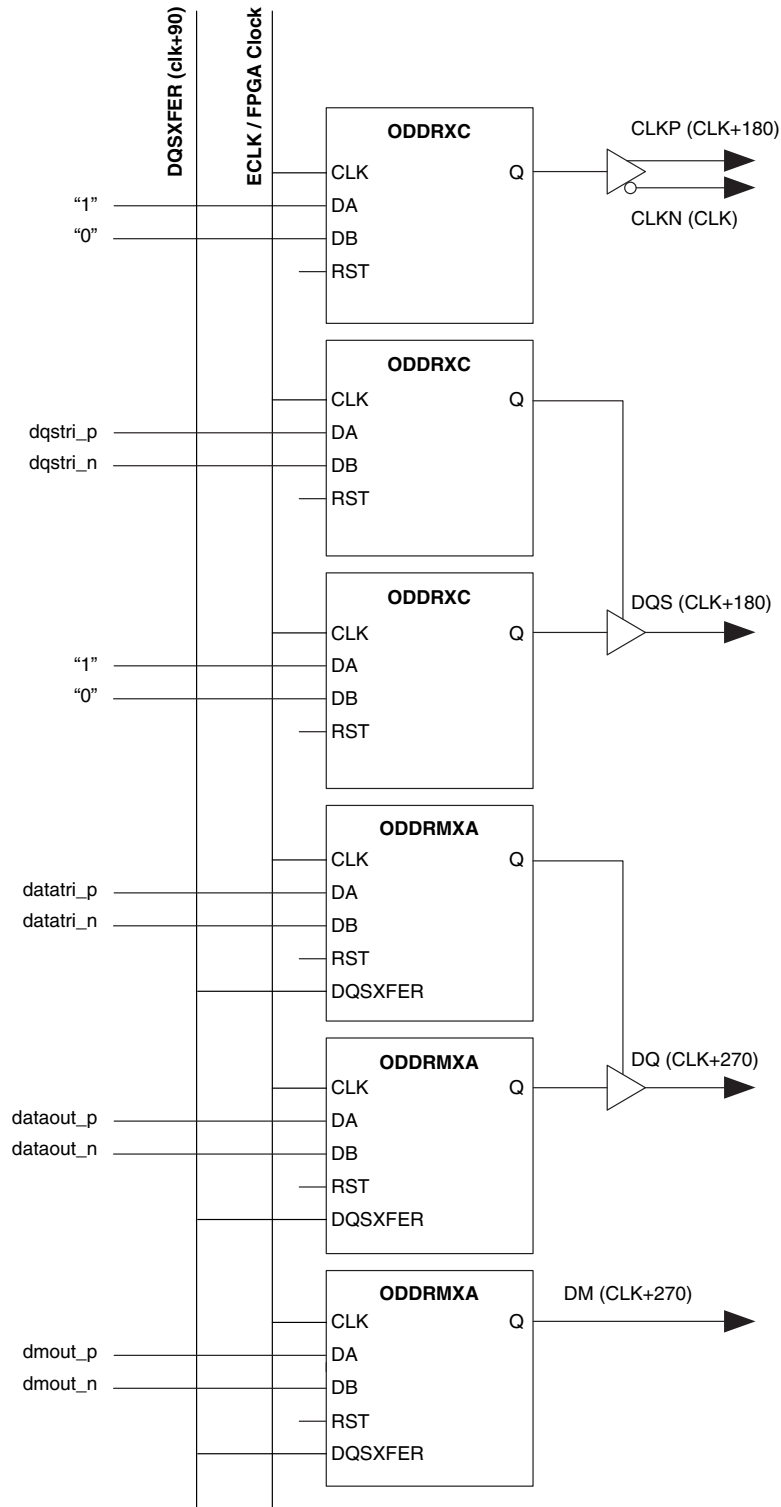 DQSXFER (clk+90)
ECLK / FPGA Clock
ODDRXC
CLK
DA
DB
RST
Q
“1”
“0”
CLKP (CLK+180)
CLKN (CLK)
ODDRXC
CLK
DA
DB
RST
Q
dqstri_p
dqstri_n
ODDRXC
CLK
DA
DB
RST
Q
“1”
“0”
DQS (CLK+180)
ODDRMXA
CLK
DA
DB
RST
DQSXFER
Q
datatri_p
datatri_n
ODDRMXA
CLK
DA
DB
RST
DQSXFER
Q
dataout_p
dataout_n
DQ (CLK+270)
ODDRMXA
CLK
DA
DB
RST
DQSXFER
Q
dmout_p
dmout_n
DM (CLK+270)